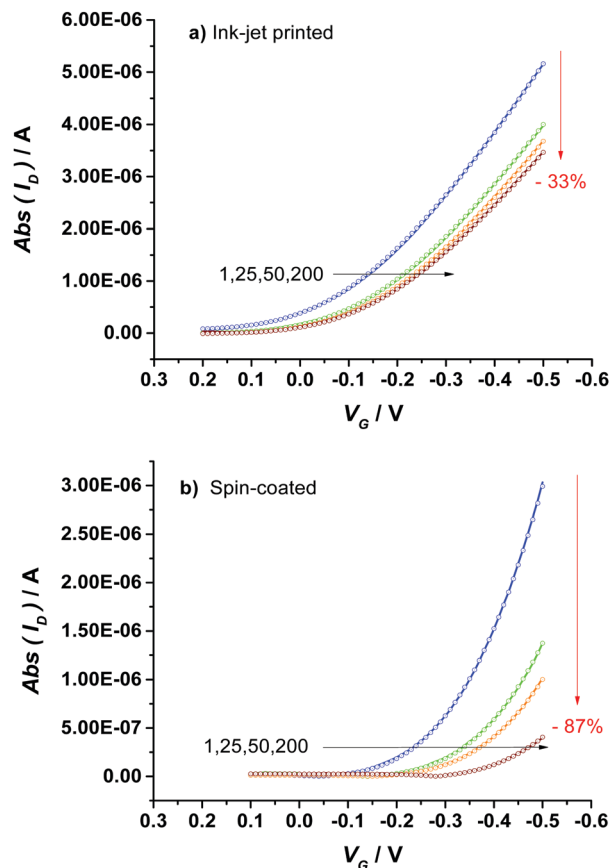 a) Ink-jet printed
6.00E-06
5.00E-06
4.00E-06
3.00E-06
2.00E-06
1.00E-06
0.00
Abs ( I_D ) / A
- 33%
1,25,50,200
0.3 0.2 0.1 0.0 -0.1 -0.2 -0.3 -0.4 -0.5 -0.6
V_G / V
b) Spin-coated
3.00E-06
2.50E-06
2.00E-06
1.50E-06
1.00E-06
5.00E-07
0.00
Abs ( I_D ) / A
- 87%
1,25,50,200
0.3 0.2 0.1 0.0 -0.1 -0.2 -0.3 -0.4 -0.5 -0.6
V_G / V